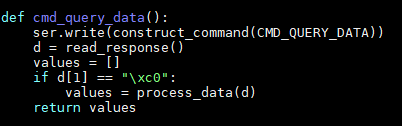 def cmd_query_data():
    ser.write(construct_command(CMD_QUERY_DATA))
    d = read_response()
    values = []
    if d[1] == "\xc0":
        values = process_data(d)
    return values